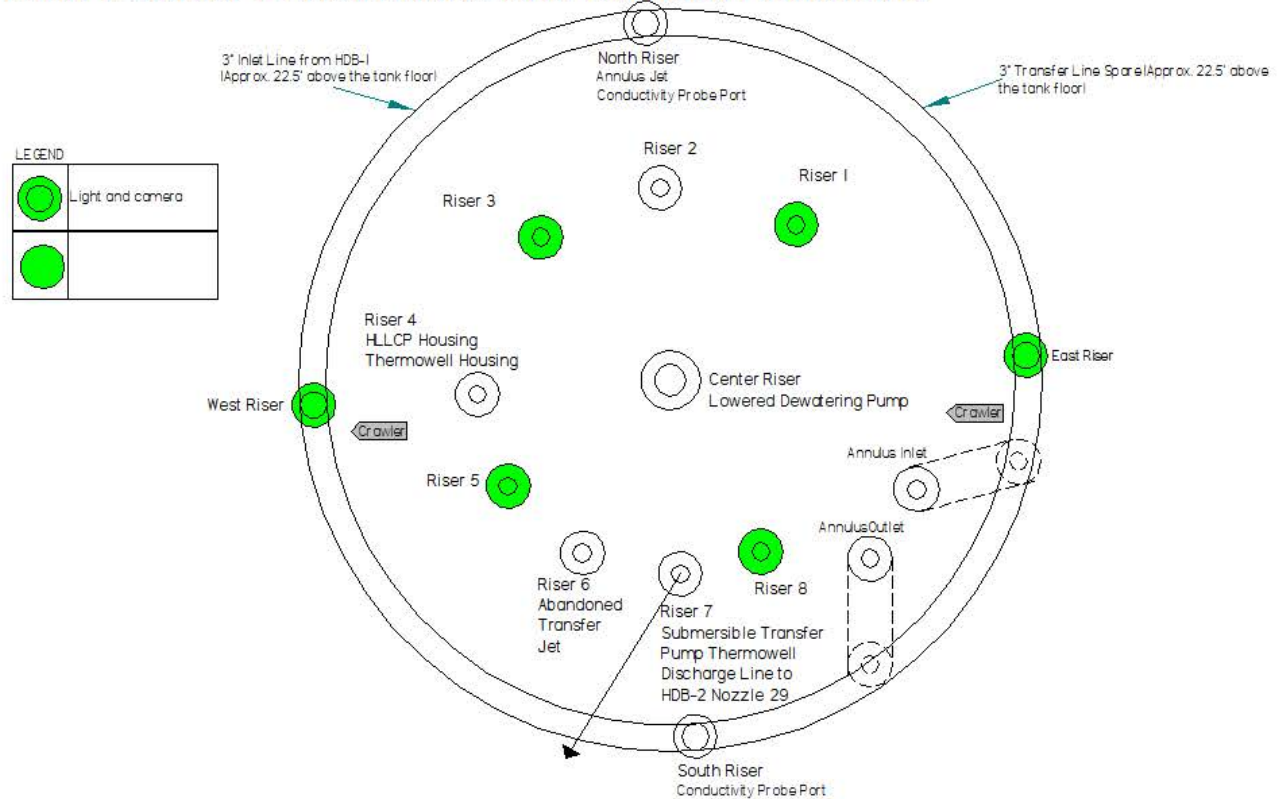 3" Inlet Line from HDB-I
(Approx. 22.5' above the tank floor)
North Riser
Annulus Jet
Conductivity Probe Port
3" Transfer Line Spare(Approx. 22.5' above
the tank floor)
LEGEND
Light and camera
Riser 2
Riser 1
Riser 3
Riser 4
HLLCP Housing
Thermowell Housing
East Riser
Center Riser
Lowered Dewatering Pump
West Riser
Crawler
Crawler
Annulus Inlet
Riser 5
Annulus Outlet
Riser 6
Abandoned
Transfer
Jet
Riser 8
Riser 7
Submersible Transfer
Pump Thermowell
Discharge Line to
HDB-2 Nozzle 29
South Riser
Conductivity Probe Port